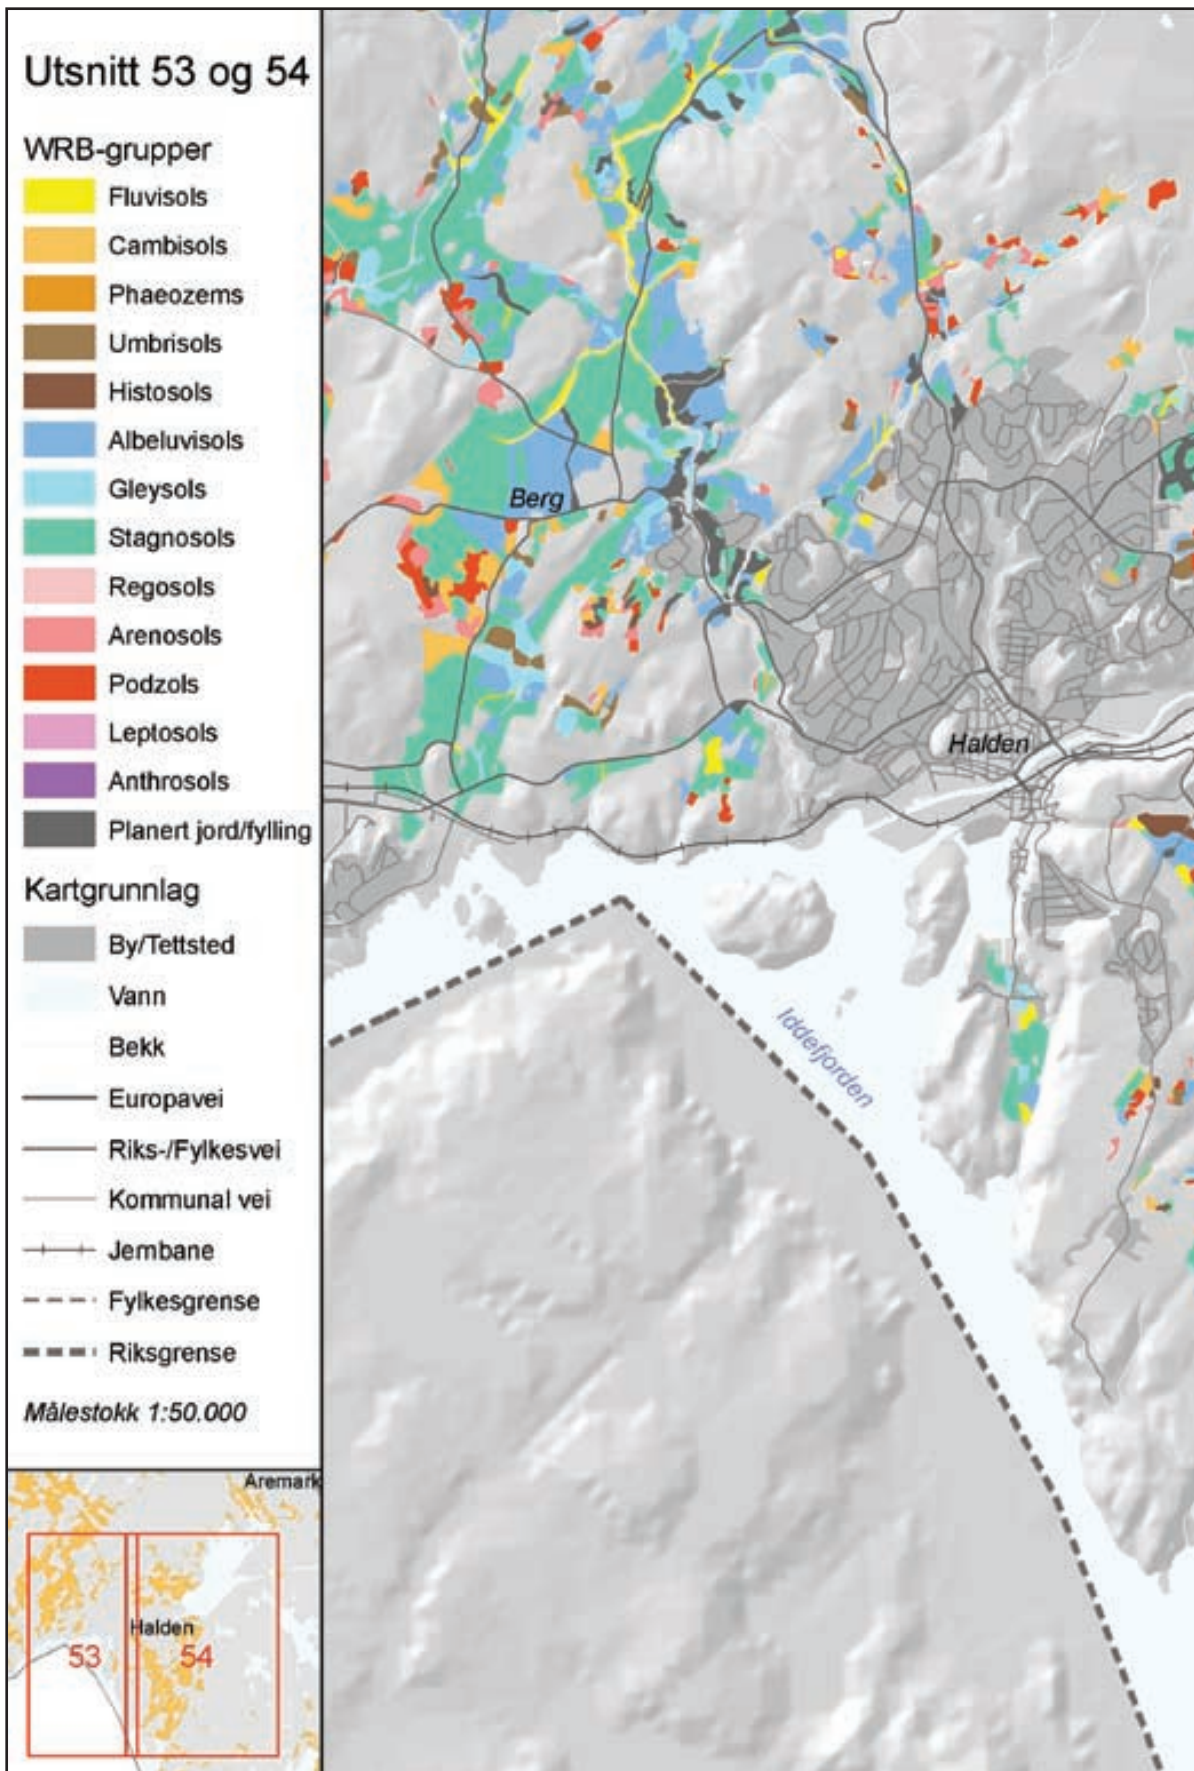 Utsnitt 53 og 54
WRB-grupper
Fluvisols
Cambisols
Phaeozems
Umbrisols
Histosols
Albeluvisols
Gleysols
Stagnosols
Regosols
Arenosols
Podzols
Leptosols
Anthrosols
Planert jord/fylling
Kartgrunnlag
By/Tettsted
Vann
Bekk
Europavei
Riks-/Fylkesvei
Kommunal vei
Jernbane
Fylkesgrense
Riksgrense
Målestokk 1:50.000
Aremark
Halden
53
54
Berg
Halden
Iddefjorden